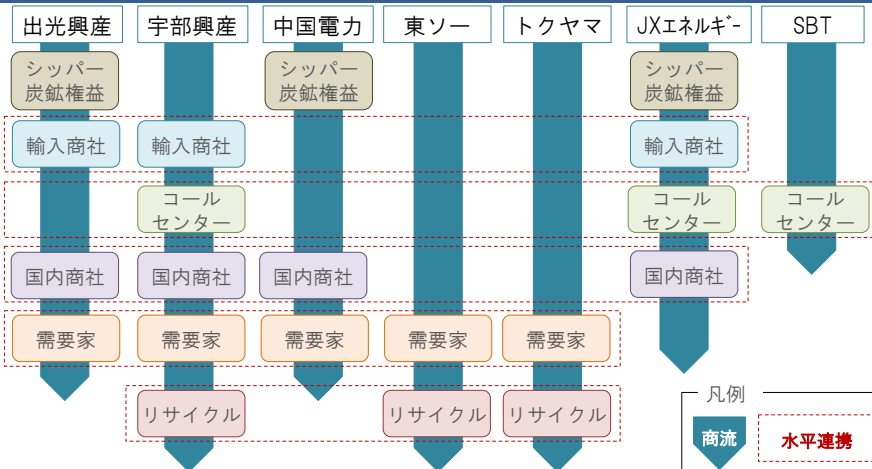 出光興産
宇部興産
中国電力
東ソー
トクヤマ
JXエネルギー
SBT
シッパー
炭鉱権益
シッパー
炭鉱権益
シッパー
炭鉱権益
輸入商社
輸入商社
輸入商社
コール
センター
コール
センター
コール
センター
国内商社
国内商社
国内商社
国内商社
需要家
需要家
需要家
需要家
需要家
リサイクル
リサイクル
リサイクル
凡例
商流
水平連携